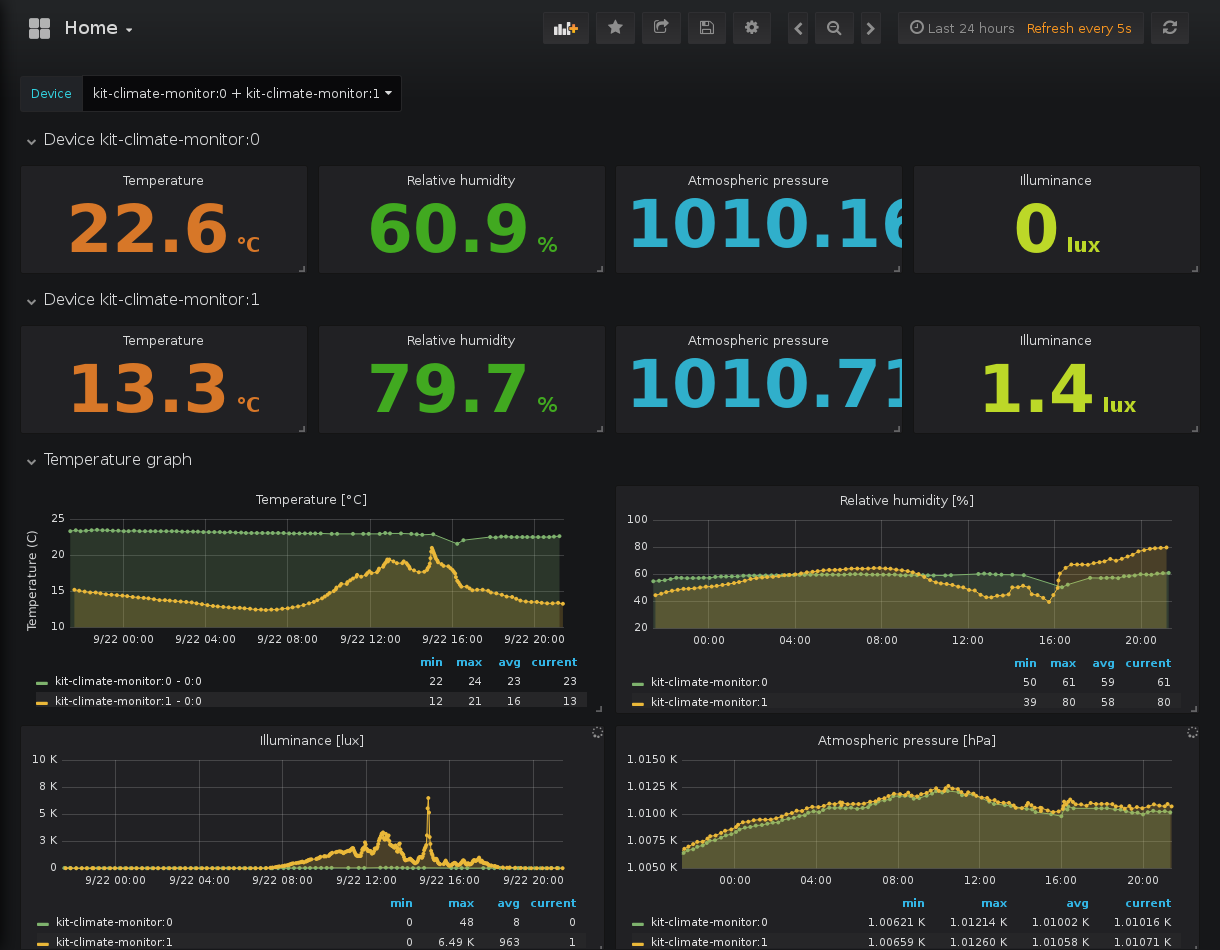 Home
Last 24 hours Refresh every 5s
Device kit-climate-monitor:0 + kit-climate-monitor:1
Device kit-climate-monitor:0
Temperature Relative humidity Atmospheric pressure Illuminance
22.6 °C 60.9 % 1010.16 0 lux
Device kit-climate-monitor:1
Temperature Relative humidity Atmospheric pressure Illuminance
13.3 °C 79.7 % 1010.71 1.4 lux
Temperature graph
Temperature [°C]
Temperature (C)
25
20
15
10
9/22 00:00 9/22 04:00 9/22 08:00 9/22 12:00 9/22 16:00 9/22 20:00
min max avg current
kit-climate-monitor:0 - 0:0 22 24 23 23
kit-climate-monitor:1 - 0:0 12 21 16 13
Relative humidity [%]
100
80
60
40
20
00:00 04:00 08:00 12:00 16:00 20:00
min max avg current
kit-climate-monitor:0 50 61 59 61
kit-climate-monitor:1 39 80 58 80
Illuminance [lux]
10 K
8 K
5 K
3 K
0
9/22 00:00 9/22 04:00 9/22 08:00 9/22 12:00 9/22 16:00 9/22 20:00
min max avg current
kit-climate-monitor:0 0 48 8 0
kit-climate-monitor:1 0 6.49 K 963 1
Atmospheric pressure [hPa]
1.0150 K
1.0125 K
1.0100 K
1.0075 K
1.0050 K
00:00 04:00 08:00 12:00 16:00 20:00
min max avg current
kit-climate-monitor:0 1.00621 K 1.01214 K 1.01002 K 1.01016 K
kit-climate-monitor:1 1.00659 K 1.01260 K 1.01058 K 1.01071 K